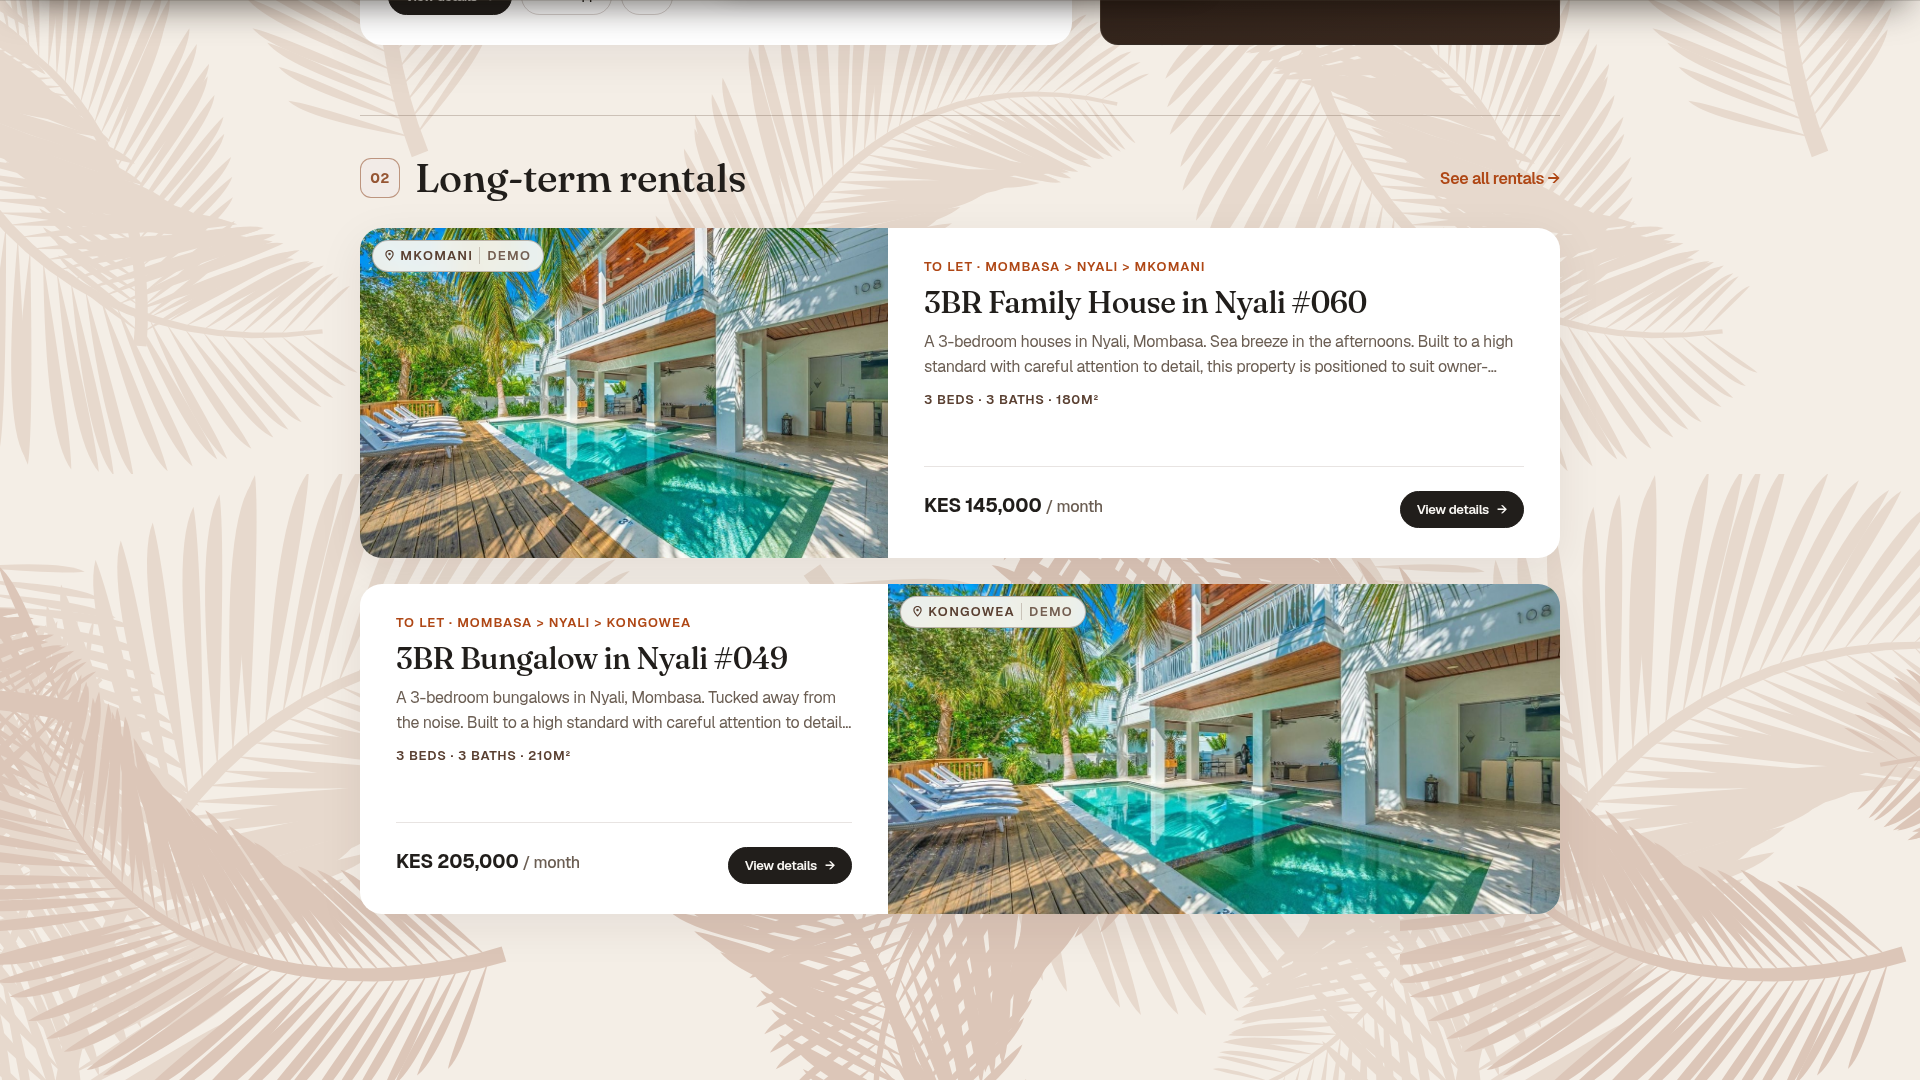 02
Long-term rentals
See all rentals →
MKOMANI | DEMO
108
TO LET · MOMBASA > NYALI > MKOMANI
3BR Family House in Nyali #060
A 3-bedroom houses in Nyali, Mombasa. Sea breeze in the afternoons. Built to a high
standard with careful attention to detail, this property is positioned to suit owner-...
3 BEDS · 3 BATHS · 180M²
KES 145,000 / month
View details →
TO LET · MOMBASA > NYALI > KONGOWEA
3BR Bungalow in Nyali #049
A 3-bedroom bungalows in Nyali, Mombasa. Tucked away from
the noise. Built to a high standard with careful attention to detail...
3 BEDS · 3 BATHS · 210M²
KES 205,000 / month
View details →
KONGOWEA | DEMO
108